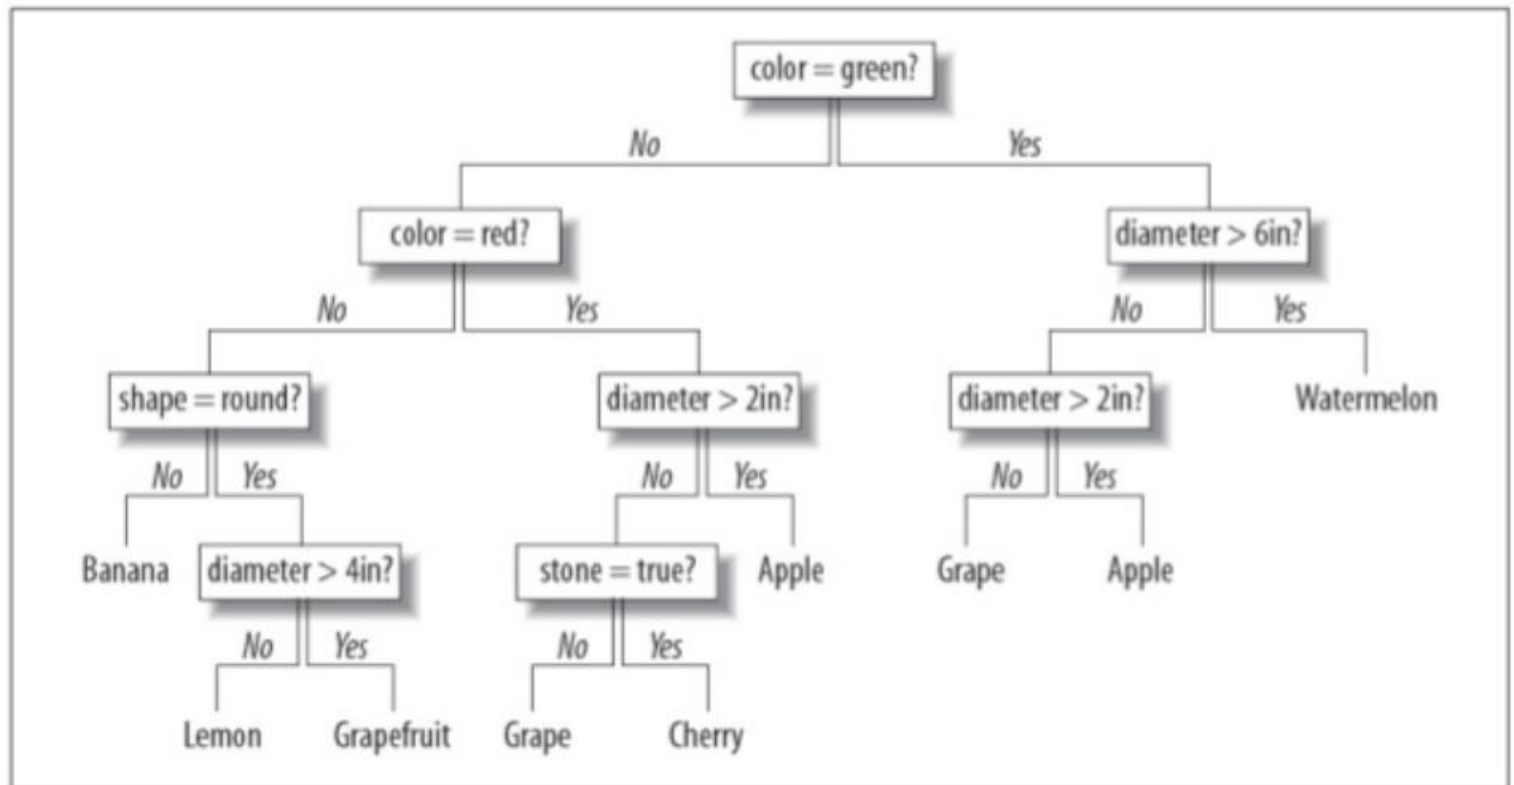 color = green?
No
Yes
color = red?
diameter > 6in?
No
Yes
No
Yes
shape = round?
diameter > 2in?
diameter > 2in?
Watermelon
No
Yes
No
Yes
No
Yes
Banana
diameter > 4in?
stone = true?
Apple
Grape
Apple
No
Yes
No
Yes
Lemon
Grapefruit
Grape
Cherry